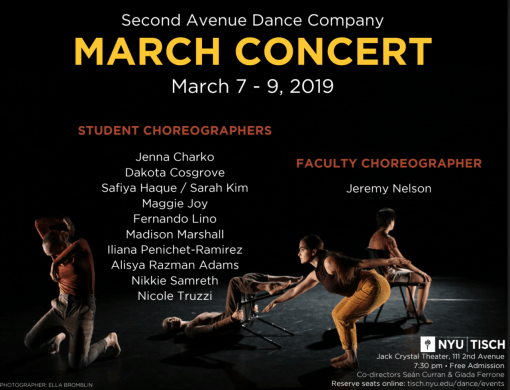 Second Avenue Dance Company
MARCH CONCERT
March 7 - 9, 2019
STUDENT CHOREOGRAPHERS
Jenna Charko
Dakota Cosgrove
Safiya Haque / Sarah Kim
Maggie Joy
Fernando Lino
Madison Marshall
Iliana Penichet-Ramirez
Alisya Razman Adams
Nikkie Samreth
Nicole Truzzi
FACULTY CHOREOGRAPHER
Jeremy Nelson
NYU TISCH
Jack Crystal Theater, 111 2nd Avenue
7:30 pm • Free Admission
Co-directors Seán Curran & Giada Ferrone
Reserve seats online: tisch.nyu.edu/dance/events
PHOTOGRAPHER: ELLA BROMBLIN